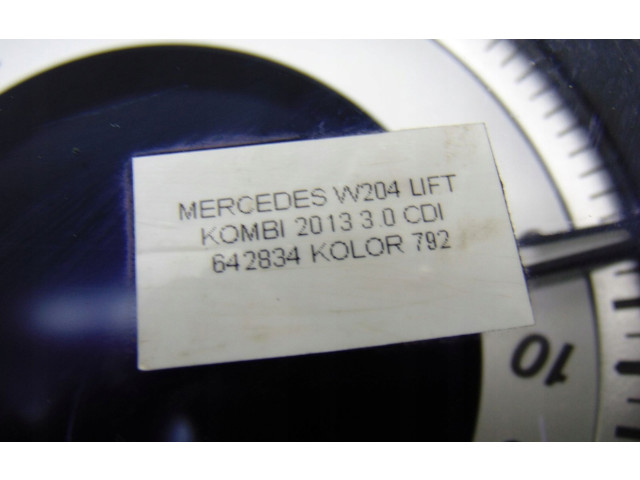 MERCEDES W204 LIFT
KOMBI 2013 3.0 CDI
642834 KOLOR 792
10